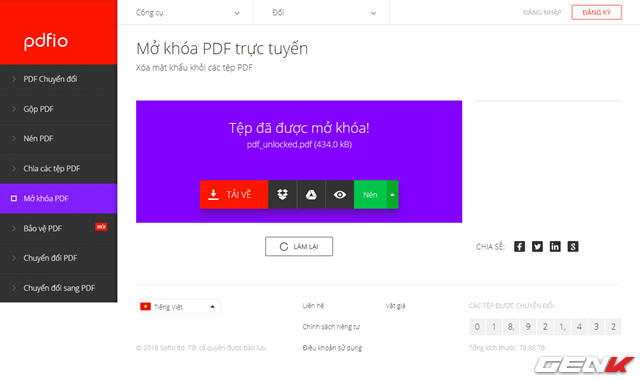 pdfio
PDF Chuyển đổi
Gộp PDF
Nén PDF
Chia các tệp PDF
Mở khóa PDF
Bảo vệ PDF MỚI
Chuyển đổi PDF
Chuyển đổi sang PDF
Công cụ Đổi ĐĂNG NHẬP ĐĂNG KÝ
Mở khóa PDF trực tuyến
Xóa mật khẩu khỏi các tệp PDF
Tệp đã được mở khóa!
pdf_unlocked.pdf (434.0 kB)
TẢI VỀ Nén
LÀM LẠI
CHIA SẺ:
Tiếng Việt
© 2018 Softo ltd. Tất cả quyền được bảo lưu.
Liên hệ
Chính sách riêng tư
Điều khoản sử dụng
Vật giá
CÁC TỆP ĐƯỢC CHUYỂN ĐỔI:
0 1 8, 9 2 1, 4 3 2
Tổng kích thước: 78.88 TB
GENK